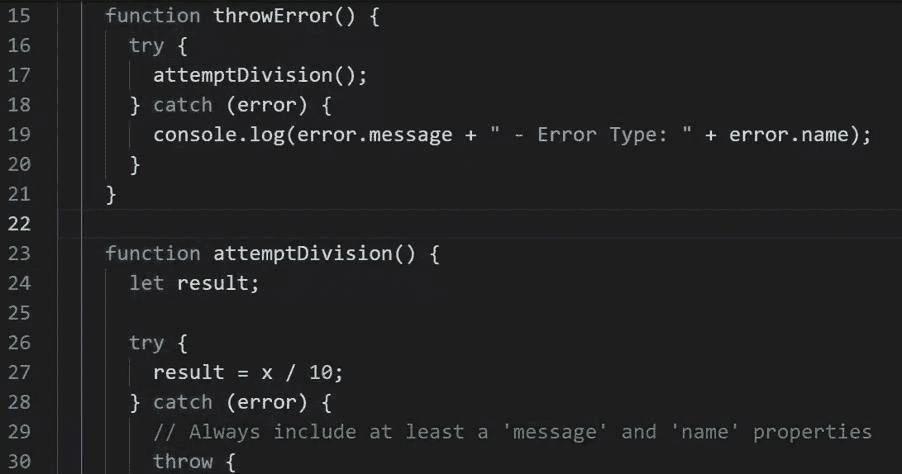 15 function throwError() {
16 try {
17 attemptDivision();
18 } catch (error) {
19 console.log(error.message + " - Error Type: " + error.name);
20 }
21 }
22
23 function attemptDivision() {
24 let result;
25
26 try {
27 result = x / 10;
28 } catch (error) {
29 // Always include at least a 'message' and 'name' properties
30 throw {